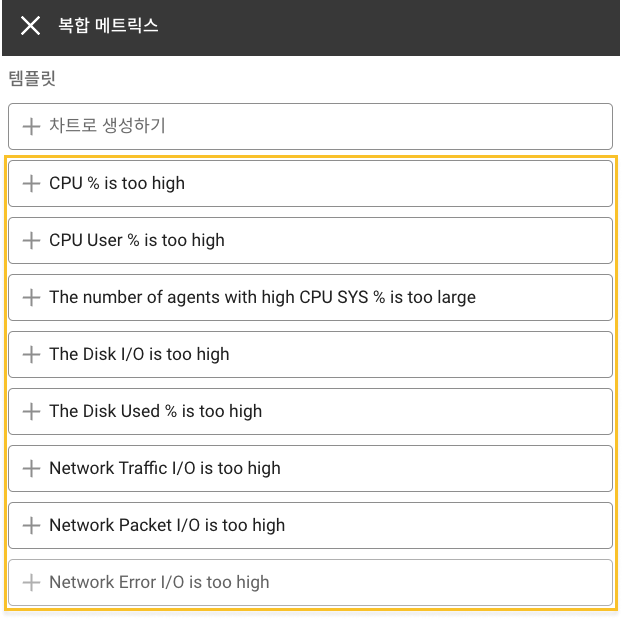 복합 메트릭스
템플릿
차트로 생성하기
CPU % is too high
CPU User % is too high
The number of agents with high CPU SYS % is too large
The Disk I/O is too high
The Disk Used % is too high
Network Traffic I/O is too high
Network Packet I/O is too high
Network Error I/O is too high